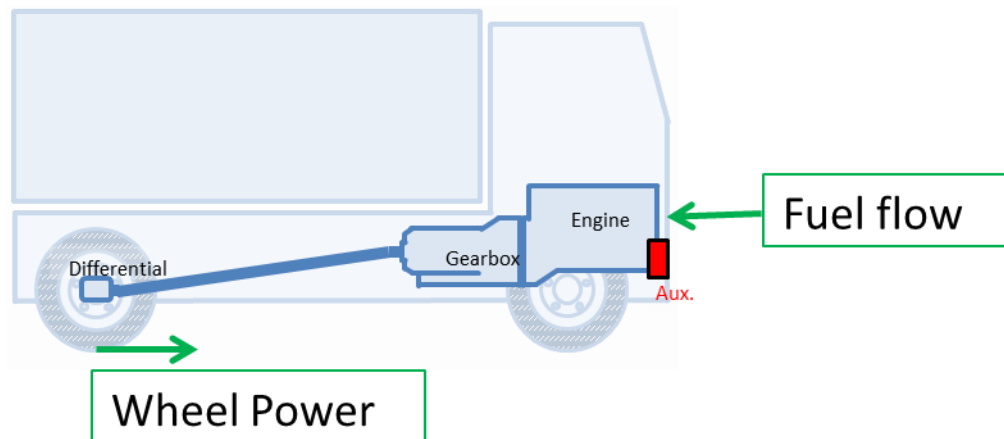 Engine
Fuel flow
Gearbox
Differential
Aux.
Wheel Power